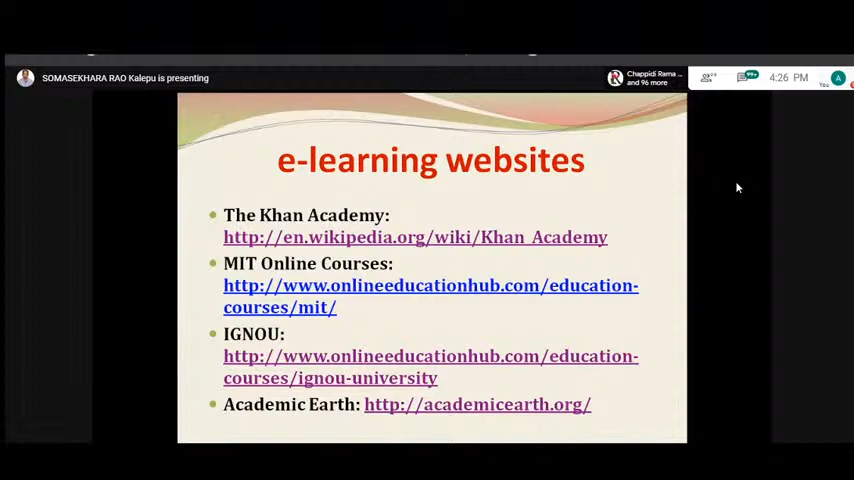 SOMASEKHARA RAO Kalepu is presenting
Chappidi Rama ...
and 96 more
99+
4:26 PM
A
You
e-learning websites
The Khan Academy:
http://en.wikipedia.org/wiki/Khan_Academy
MIT Online Courses:
http://www.onlineeducationhub.com/education-
courses/mit/
IGNOU:
http://www.onlineeducationhub.com/education-
courses/ignou-university
Academic Earth: http://academicearth.org/